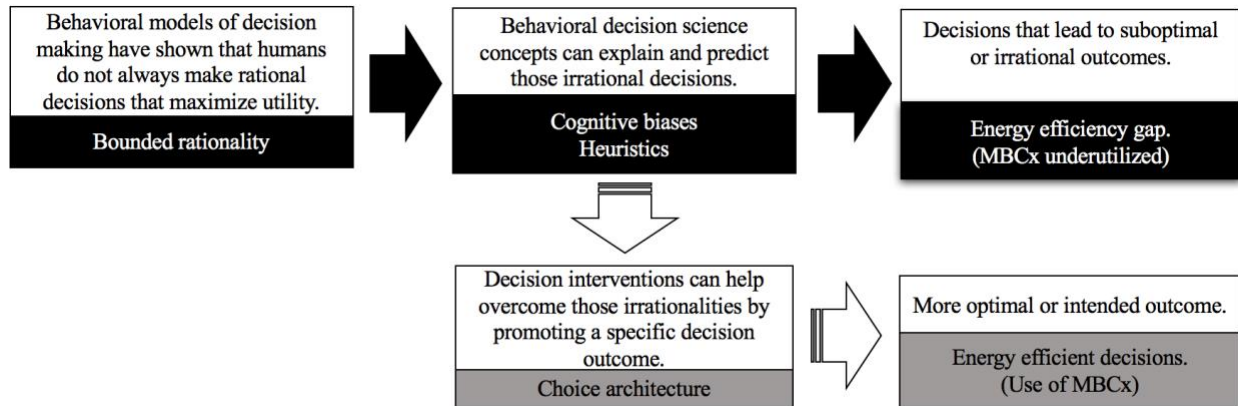 Behavioral models of decision
making have shown that humans
do not always make rational
decisions that maximize utility.
Bounded rationality
Behavioral decision science
concepts can explain and predict
those irrational decisions.
Cognitive biases
Heuristics
Decisions that lead to suboptimal
or irrational outcomes.
Energy efficiency gap.
(MBCx underutilized)
Decision interventions can help
overcome those irrationalities by
promoting a specific decision
outcome.
Choice architecture
More optimal or intended outcome.
Energy efficient decisions.
(Use of MBCx)